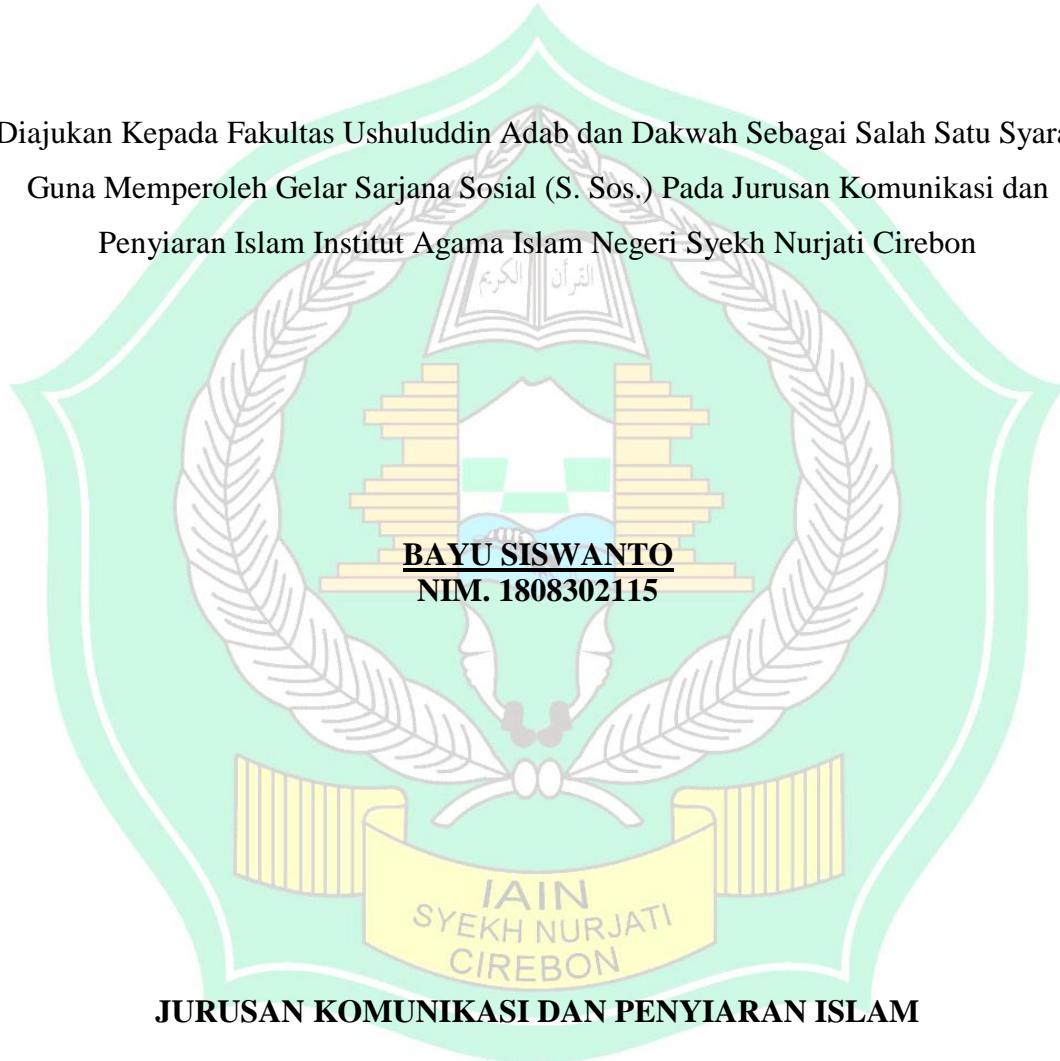 Diajukan Kepada Fakultas Ushuluddin Adab dan Dakwah Sebagai Salah Satu Syara
Guna Memperoleh Gelar Sarjana Sosial (S. Sos.) Pada Jurusan Komunikasi dan
Penyiaran Islam Institut Agama Islam Negeri Syekh Nurjati Cirebon
القرآن الكريم
BAYU SISWANTO
NIM. 1808302115
IAIN
SYEKH NURJATI
CIREBON
JURUSAN KOMUNIKASI DAN PENYIARAN ISLAM